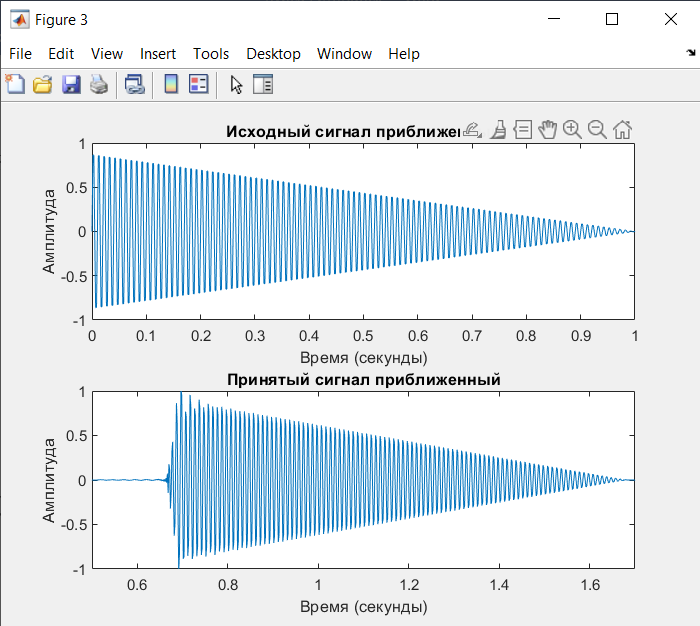 Figure 3
File Edit View Insert Tools Desktop Window Help
Исходный сигнал приближен
1
0.5
0
-0.5
-1
Амплитуда
0 0.1 0.2 0.3 0.4 0.5 0.6 0.7 0.8 0.9 1
Время (секунды)
Принятый сигнал приближенный
1
0.5
0
-0.5
-1
Амплитуда
0.6 0.8 1 1.2 1.4 1.6
Время (секунды)